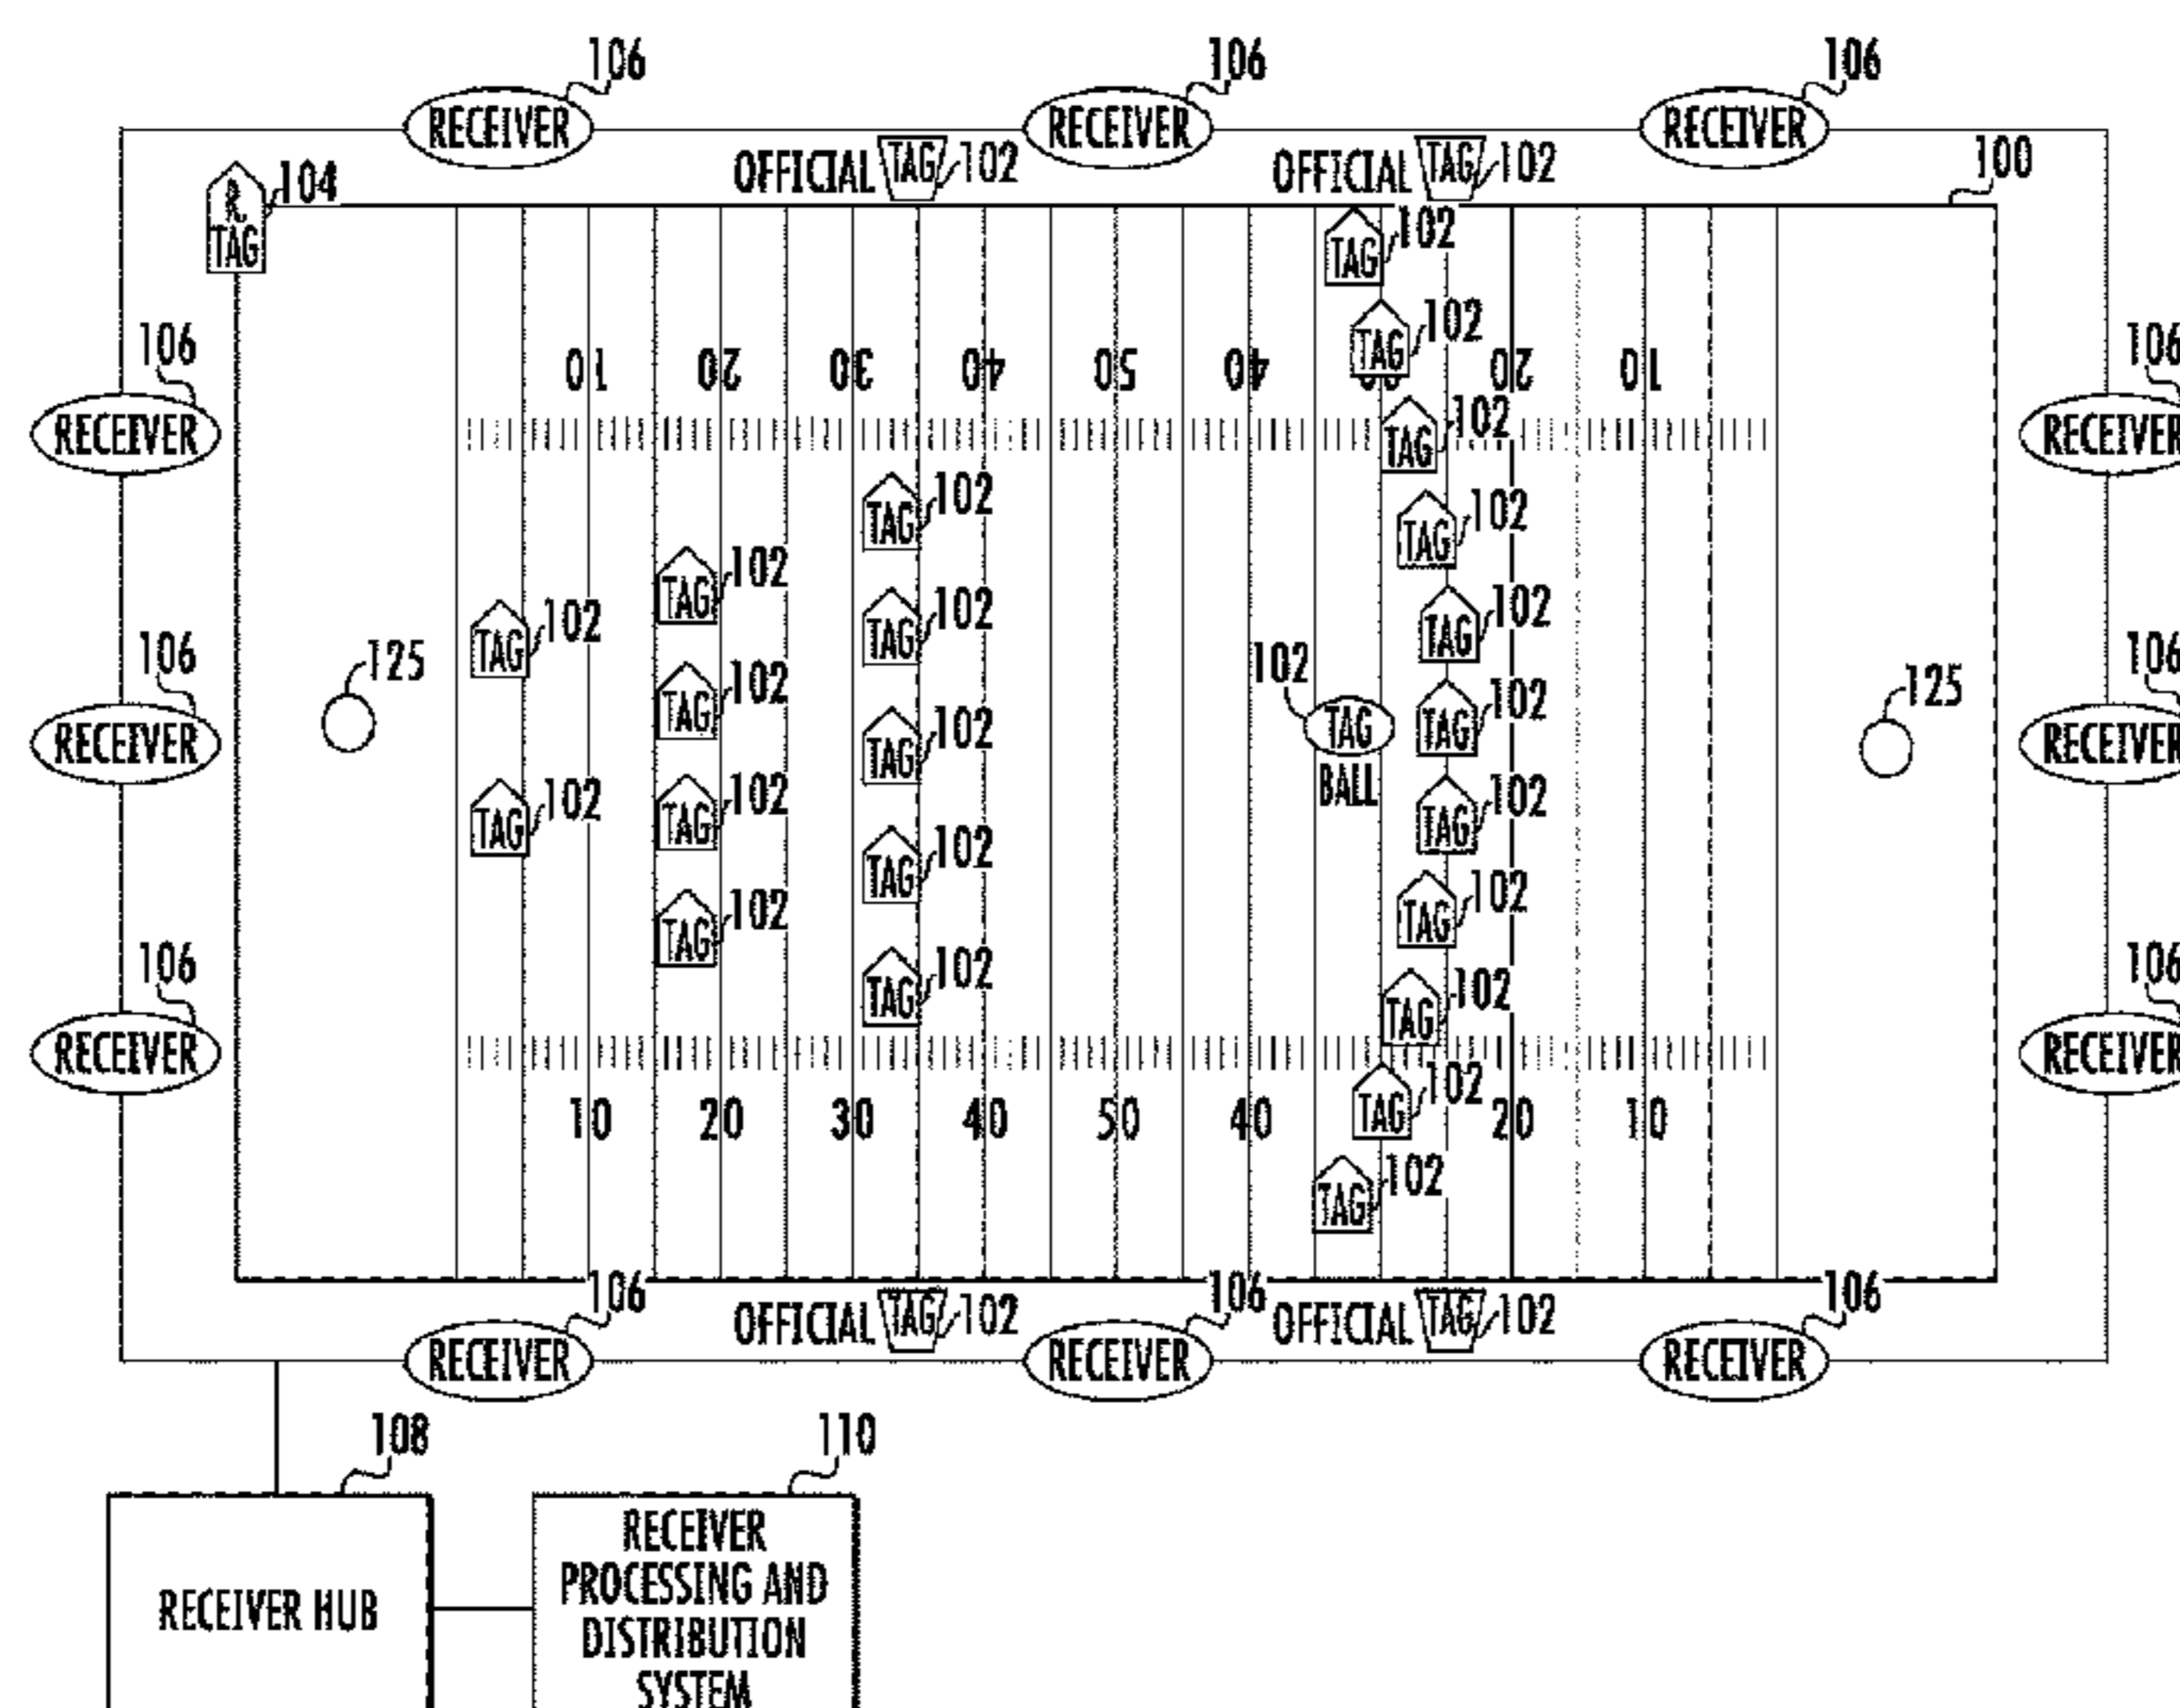 106 106 106
RECEIVER RECEIVER RECEIVER
OFFICIAL TAG 102 OFFICIAL TAG 102 100
R. TAG 104
TAG 102
106 TAG 102 106
10 20 30 40 50 40 20 10
RECEIVER TAG 102 RECEIVER
TAG 102 TAG 102
TAG 102
TAG 102 TAG 102 TAG 102
106 125 102 125 106
TAG 102 TAG 102
RECEIVER TAG 102 TAG BALL TAG 102 RECEIVER
TAG 102 TAG 102 TAG 102
TAG 102 TAG 102
TAG 102
106 TAG 102 TAG 102 106
RECEIVER RECEIVER
10 20 30 40 50 40 TAG 102 20 10
TAG 102
106 OFFICIAL TAG 102 106 OFFICIAL TAG 102 106
RECEIVER RECEIVER RECEIVER
108 110
RECEIVER HUB
RECEIVER
PROCESSING AND
DISTRIBUTION
SYSTEM